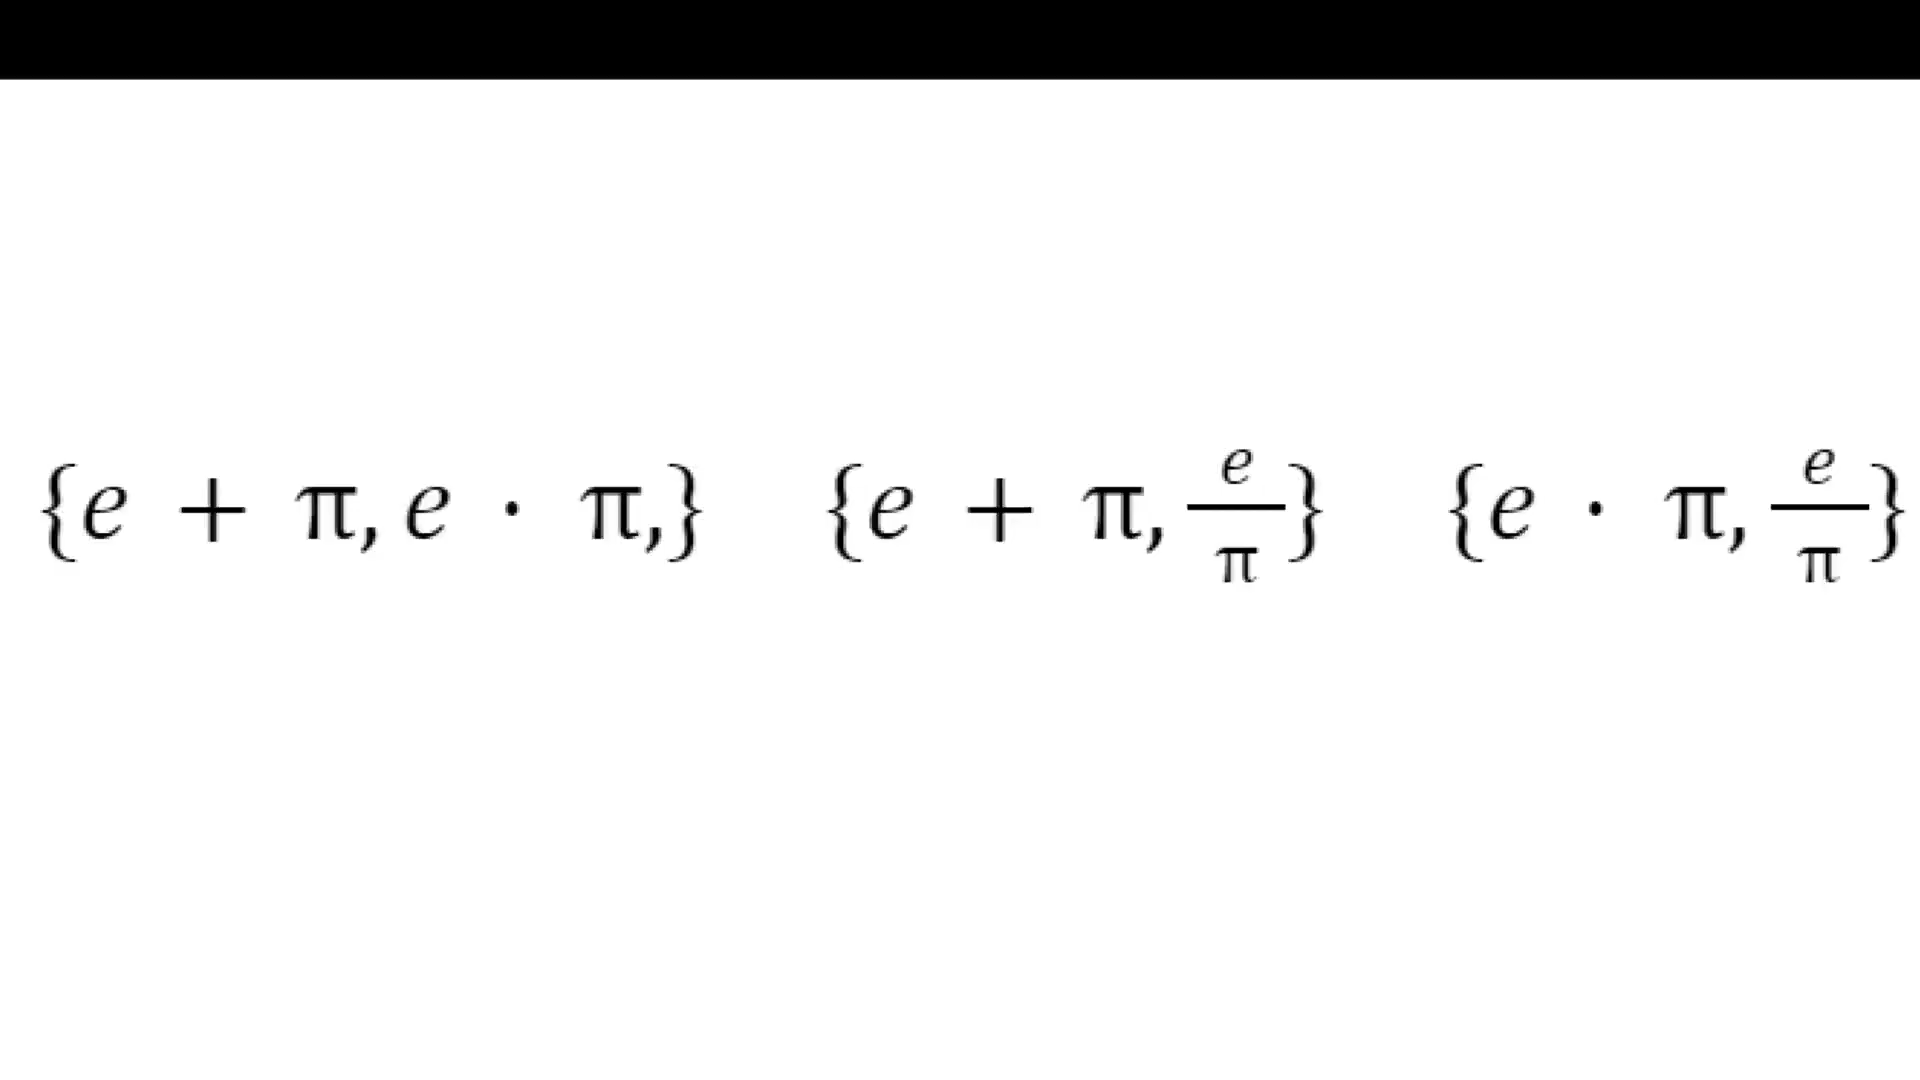 {e + π, e · π,} {e + π, e/π} {e · π, e/π}